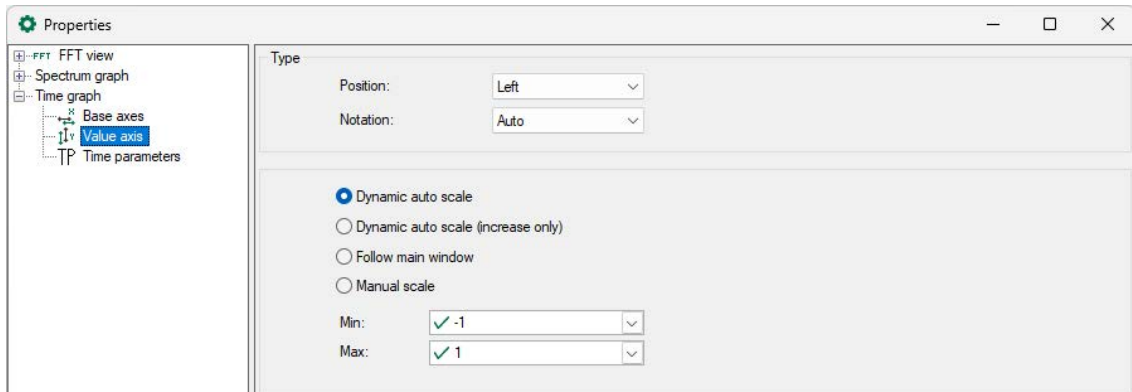 Properties
FFT FFT view
Spectrum graph
Time graph
X Base axes
Y Value axis
TP Time parameters
Type
Position: Left
Notation: Auto
Dynamic auto scale
Dynamic auto scale (increase only)
Follow main window
Manual scale
Min: -1
Max: 1